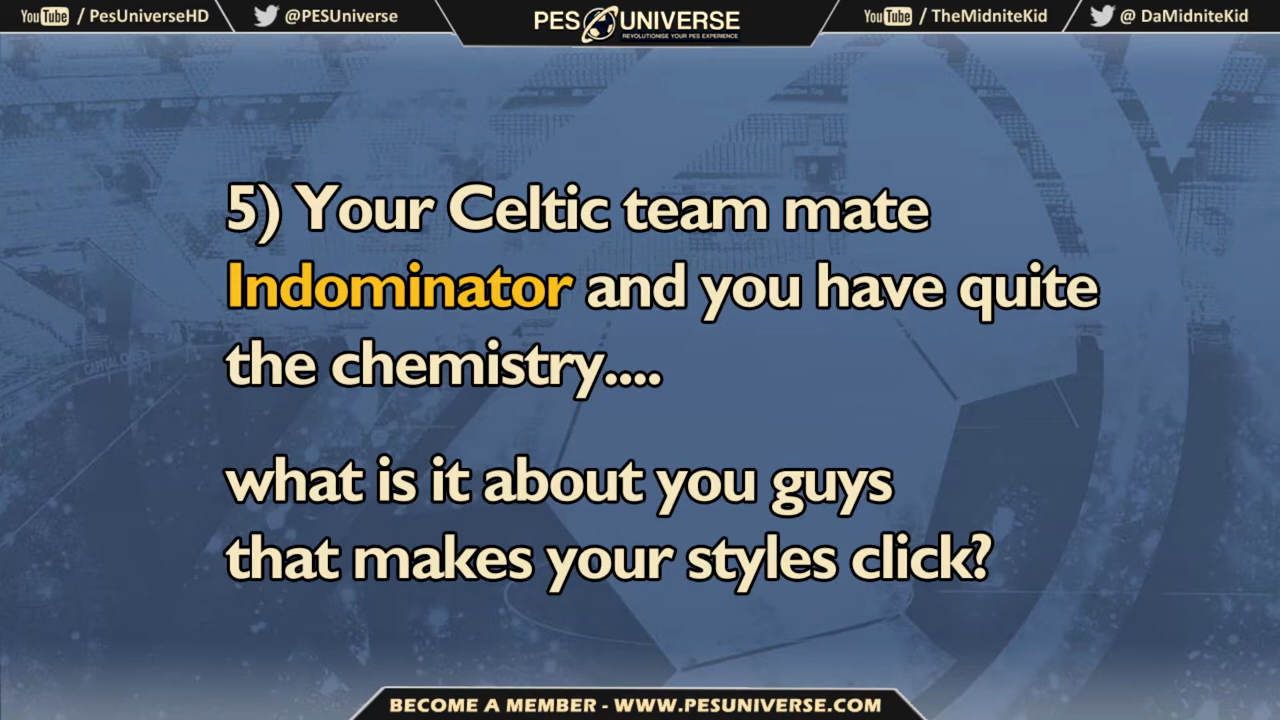 YouTube / PesUniverseHD
@PESUniverse
PES UNIVERSE
REVOLUTIONISE YOUR PES EXPERIENCE
YouTube / TheMidniteKid
@ DaMidniteKid
5) Your Celtic team mate
Indominator and you have quite
the chemistry....
what is it about you guys
that makes your styles click?
BECOME A MEMBER - WWW.PESUNIVERSE.COM